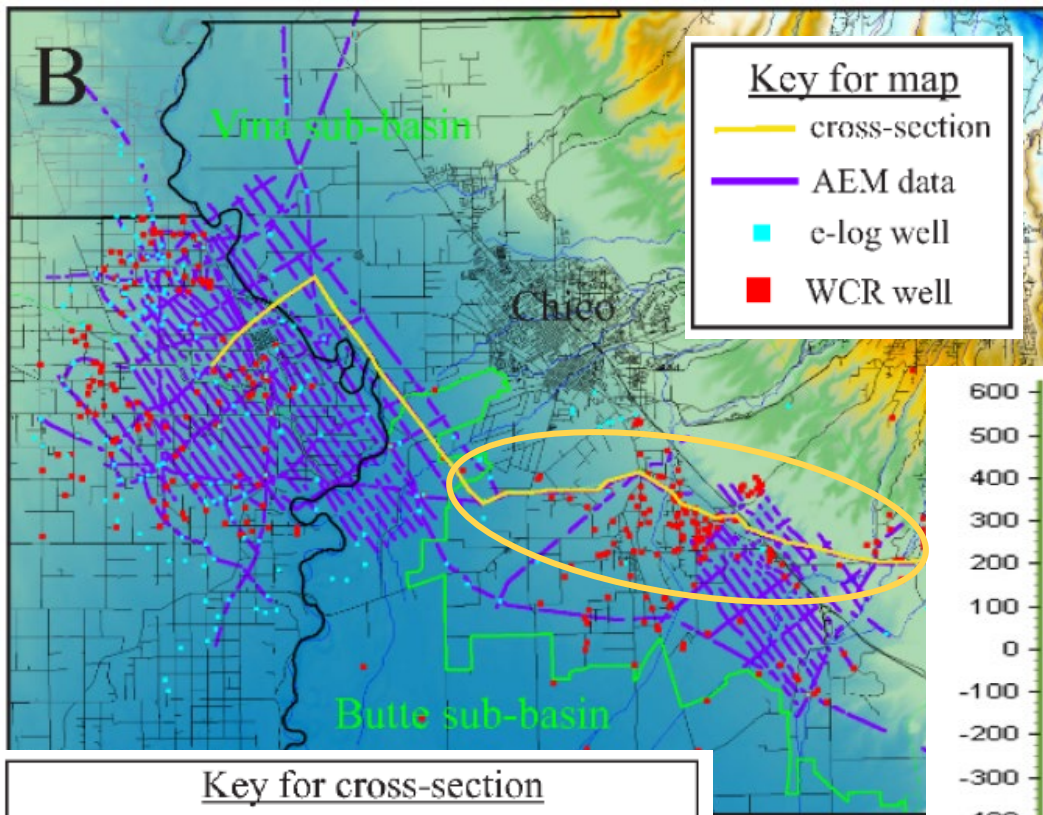 B
Vina sub-basin
Chico
Butte sub-basin
Key for map
cross-section
AEM data
e-log well
WCR well
600
500
400
300
200
100
0
-100
-200
-300
-400
Key for cross-section